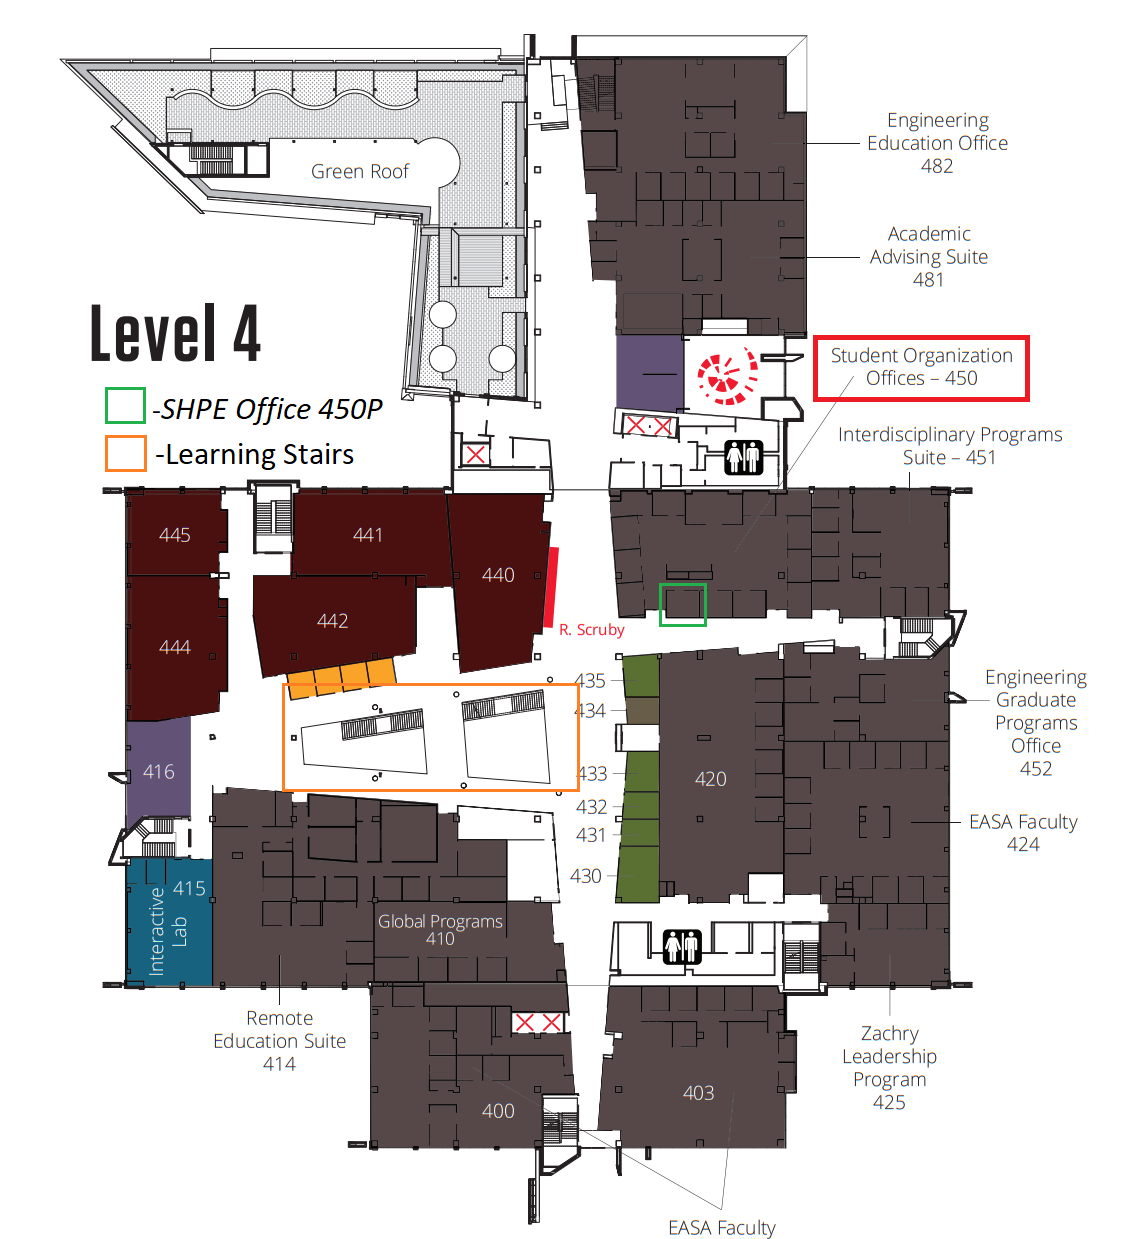 Engineering
Education Office
482
Green Roof
Academic
Advising Suite
481
Level 4
-SHPE Office 450P
-Learning Stairs
Student Organization
Offices – 450
Interdisciplinary Programs
Suite – 451
445
441
440
442
444
R. Scruby
435
434
416
433
432
431
430
420
Engineering
Graduate
Programs
Office
452
EASA Faculty
424
415
Interactive
Lab
Global Programs
410
Remote
Education Suite
414
Zachry
Leadership
Program
425
400
403
EASA Faculty